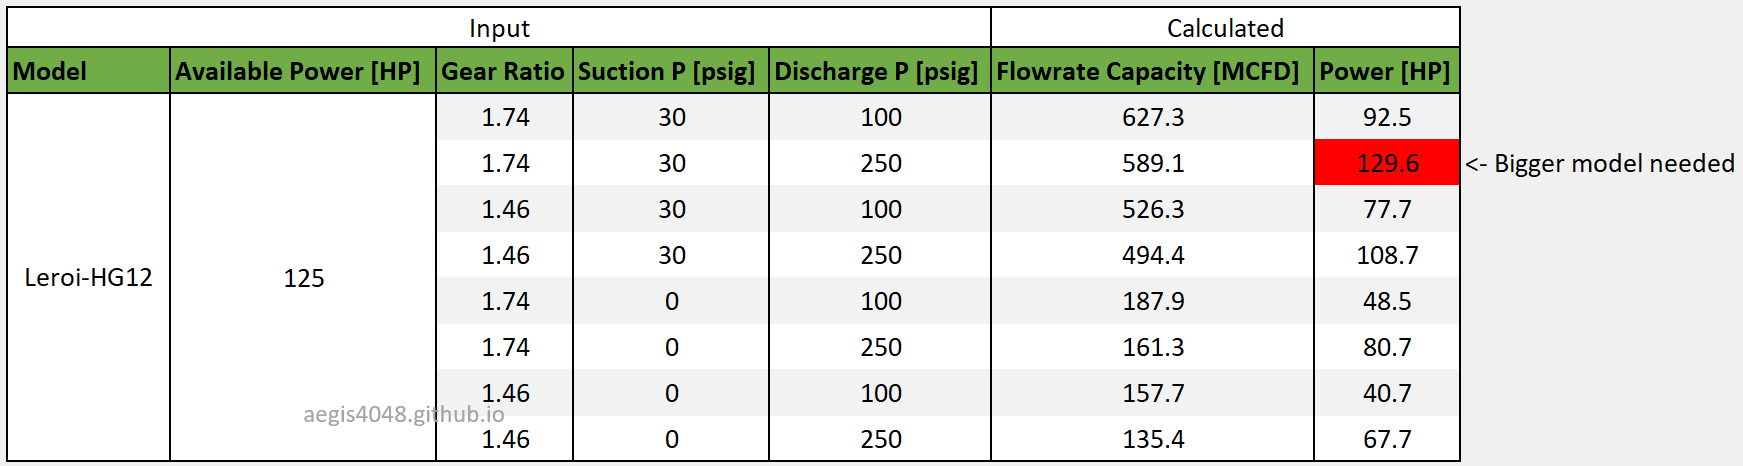 Input Calculated
Model Available Power [HP] Gear Ratio Suction P [psig] Discharge P [psig] Flowrate Capacity [MCFD] Power [HP]
1.74 30 100 627.3 92.5
1.74 30 250 589.1 129.6 <- Bigger model needed
1.46 30 100 526.3 77.7
1.46 30 250 494.4 108.7
Leroi-HG12 125
1.74 0 100 187.9 48.5
1.74 0 250 161.3 80.7
1.46 0 100 157.7 40.7
aegis4048.github.io
1.46 0 250 135.4 67.7